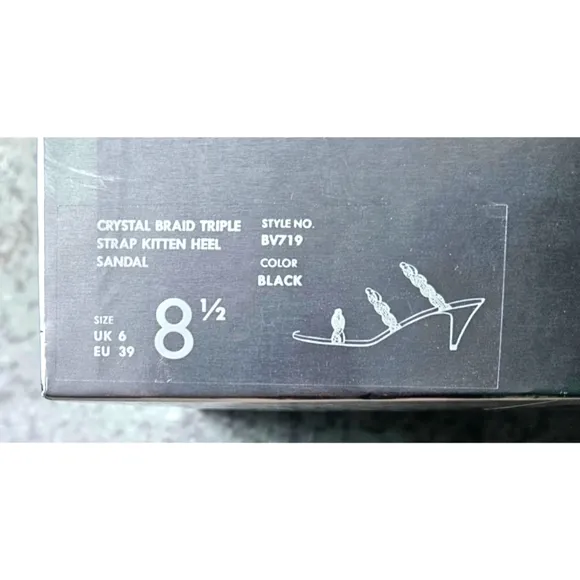 CRYSTAL BRAID TRIPLE
STRAP KITTEN HEEL
SANDAL
STYLE NO.
BV719
COLOR
BLACK
SIZE
UK 6
EU 39
8 ½